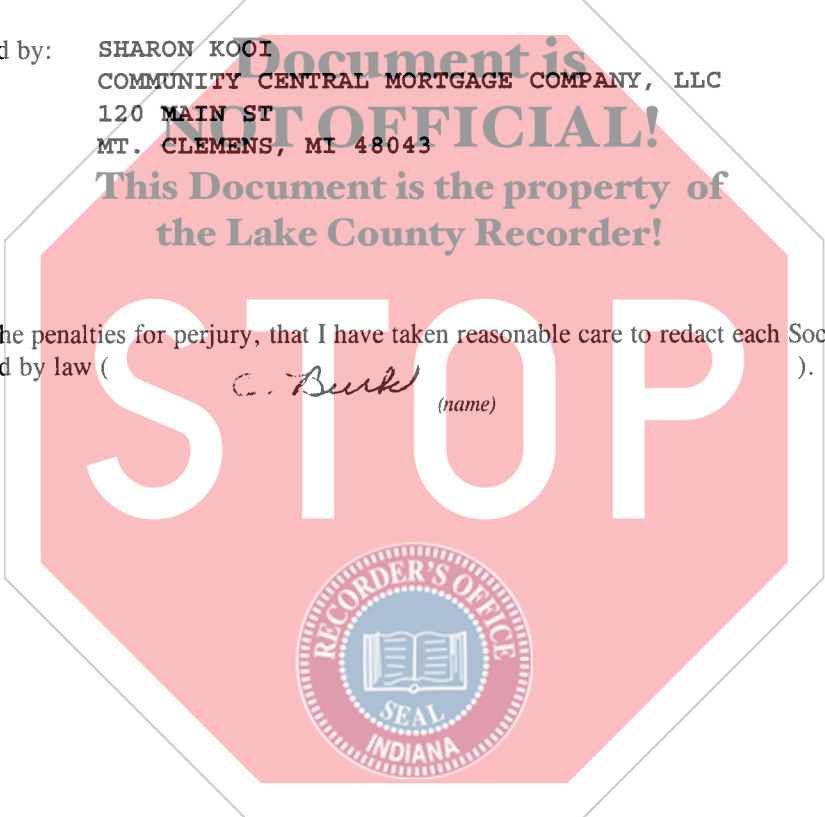 d by: SHARON KOOI
COMMUNITY CENTRAL MORTGAGE COMPANY, LLC
120 MAIN ST
MT. CLEMENS, MI 48043
Document is
NOT OFFICIAL!
This Document is the property of
the Lake County Recorder!
he penalties for perjury, that I have taken reasonable care to redact each Soc
d by law ( C. ).
(name)
STOP
RECORDER'S OFFICE
SEAL
INDIANA